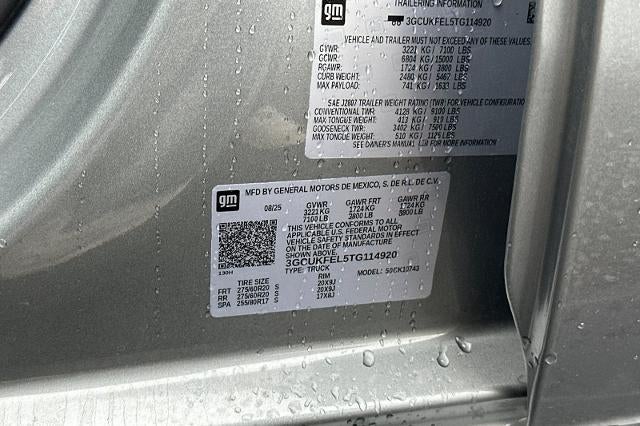 gm
TRAILERING INFORMATION
3GCUKFEL5TG114920
VEHICLE AND TRAILER MUST NOT EXCEED ANY OF THESE VALUES.
GVWR: 3221 KG/ 7100 LBS
GCWR: 6804 KG/ 15000 LBS
RGAWR: 1724 KG/ 3800 LBS
CURB WEIGHT: 2480 KG/ 5467 LBS
MAX PAYLOAD: 741 KG/ 1633 LBS
SAE J2807 TRAILER WEIGHT RATING (TWR) FOR VEHICLE CONFIGURATIO
CONVENTIONAL TWR: 4128 KG/ 9100 LBS
MAX TONGUE WEIGHT: 413 KG/ 910 LBS
GOOSENECK TWR: 3402 KG/ 7500 LBS
MAX TONGUE WEIGHT: 510 KG/ 1125 LBS
SEE OWNER'S MANUAL FOR MORE INFORMATION
gm
MFD BY GENERAL MOTORS DE MEXICO, S. DE R.L. DE C.V.
08/25 GVWR GAWR FRT GAWR RR
3221 KG 1724 KG 1724 KG
7100 LB 3800 LB 3800 LB
THIS VEHICLE CONFORMS TO ALL
APPLICABLE U.S. FEDERAL MOTOR
VEHICLE SAFETY STANDARDS IN EFFECT
ON THE DATE OF MANUFACTURE
SHOWN ABOVE.
3GCUKFEL5TG114920
130H TYPE: TRUCK MODEL: 50CK10743
TIRE SIZE RIM
FRT 275/60R20 S 20X9J
RR 275/60R20 S 20X9J
SPA 255/80R17 S 17X8J